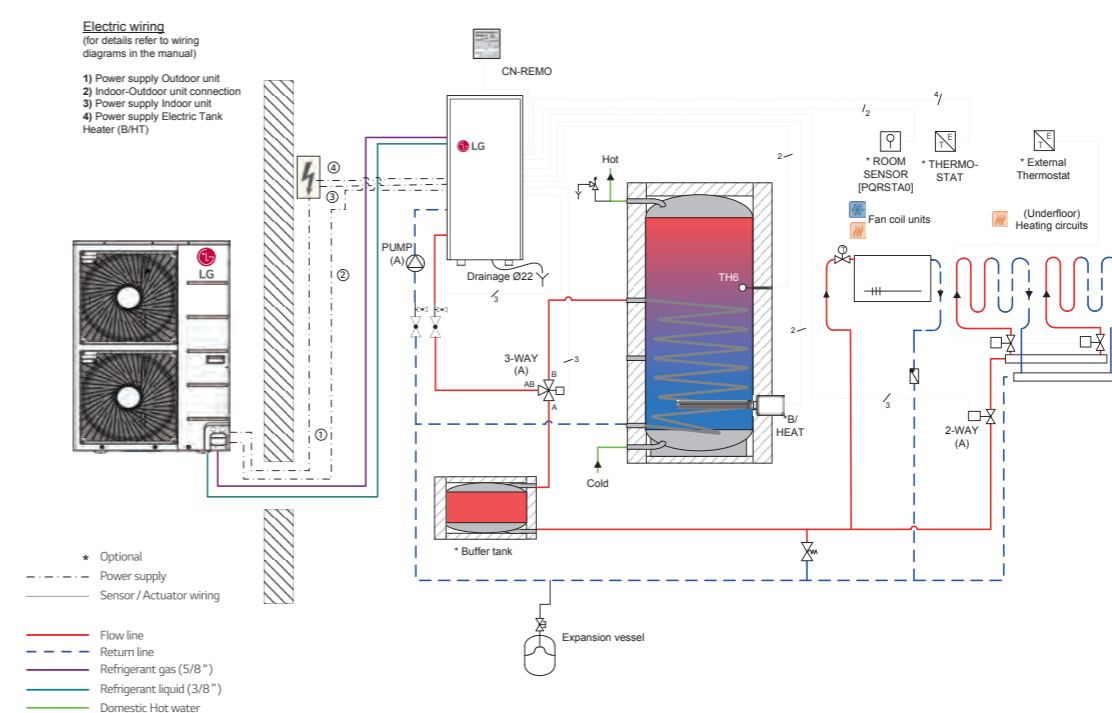 Electric wiring
(for details refer to wiring
diagrams in the manual)
1) Power supply Outdoor unit
2) Indoor-Outdoor unit connection
3) Power supply Indoor unit
4) Power supply Electric Tank
Heater (B/HT)
CN-REMO
LG
4
3
2
1
LG
PUMP
(A)
Drainage Ø22
3
3-WAY
(A)
AB
B
A
3
Hot
Cold
TH6
2
2
*B/
HEAT
2
4
* ROOM
SENSOR
[PQRSTA0]
T
E
* THERMO-
STAT
T
E
* External
Thermostat
Fan coil units
(Underfloor)
Heating circuits
T
3
2-WAY
(A)
* Buffer tank
Expansion vessel
* Optional
Power supply
Sensor / Actuator wiring
Flow line
Return line
Refrigerant gas (5/8")
Refrigerant liquid (3/8")
Domestic Hot water